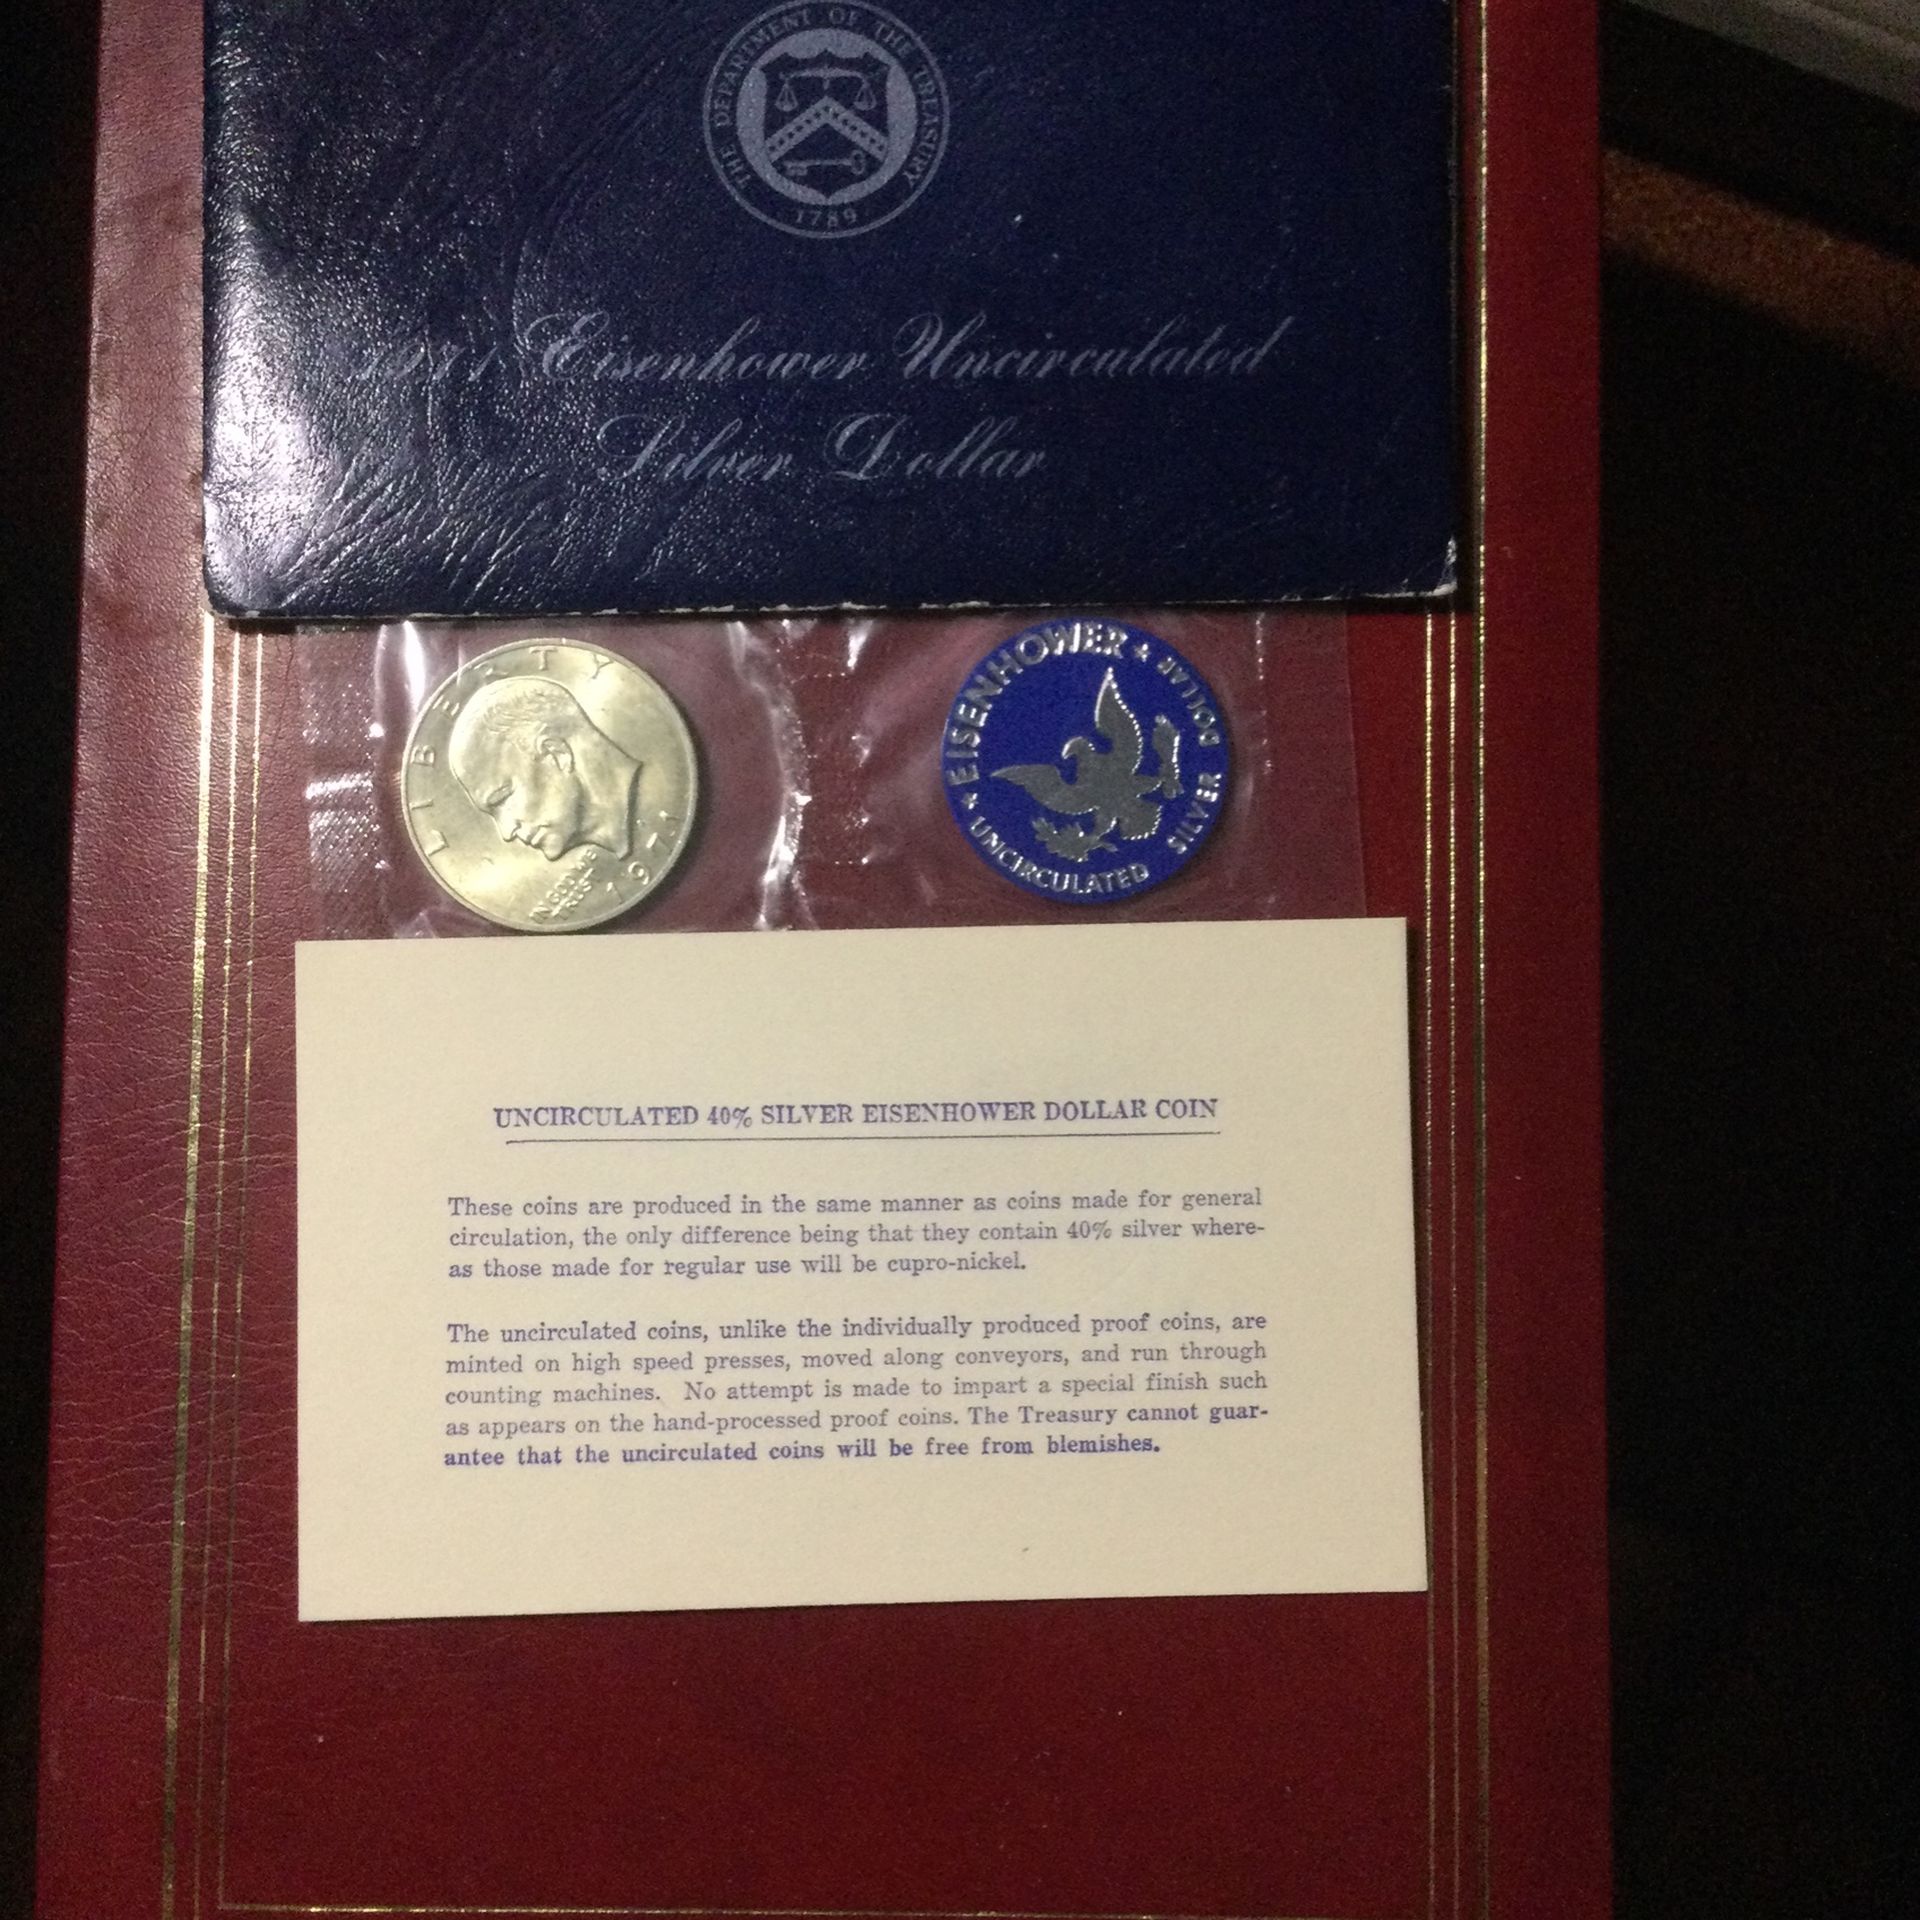 THE DEPARTMENT OF THE TREASURY
1789
1971 Eisenhower Uncirculated
Silver Dollar
LIBERTY
IN GOD WE
TRUST
1971
EISENHOWER
UNCIRCULATED SILVER DOLLAR
UNCIRCULATED 40% SILVER EISENHOWER DOLLAR COIN
These coins are produced in the same manner as coins made for general
circulation, the only difference being that they contain 40% silver where-
as those made for regular use will be cupro-nickel.
The uncirculated coins, unlike the individually produced proof coins, are
minted on high speed presses, moved along conveyors, and run through
counting machines. No attempt is made to impart a special finish such
as appears on the hand-processed proof coins. The Treasury cannot guar-
antee that the uncirculated coins will be free from blemishes.